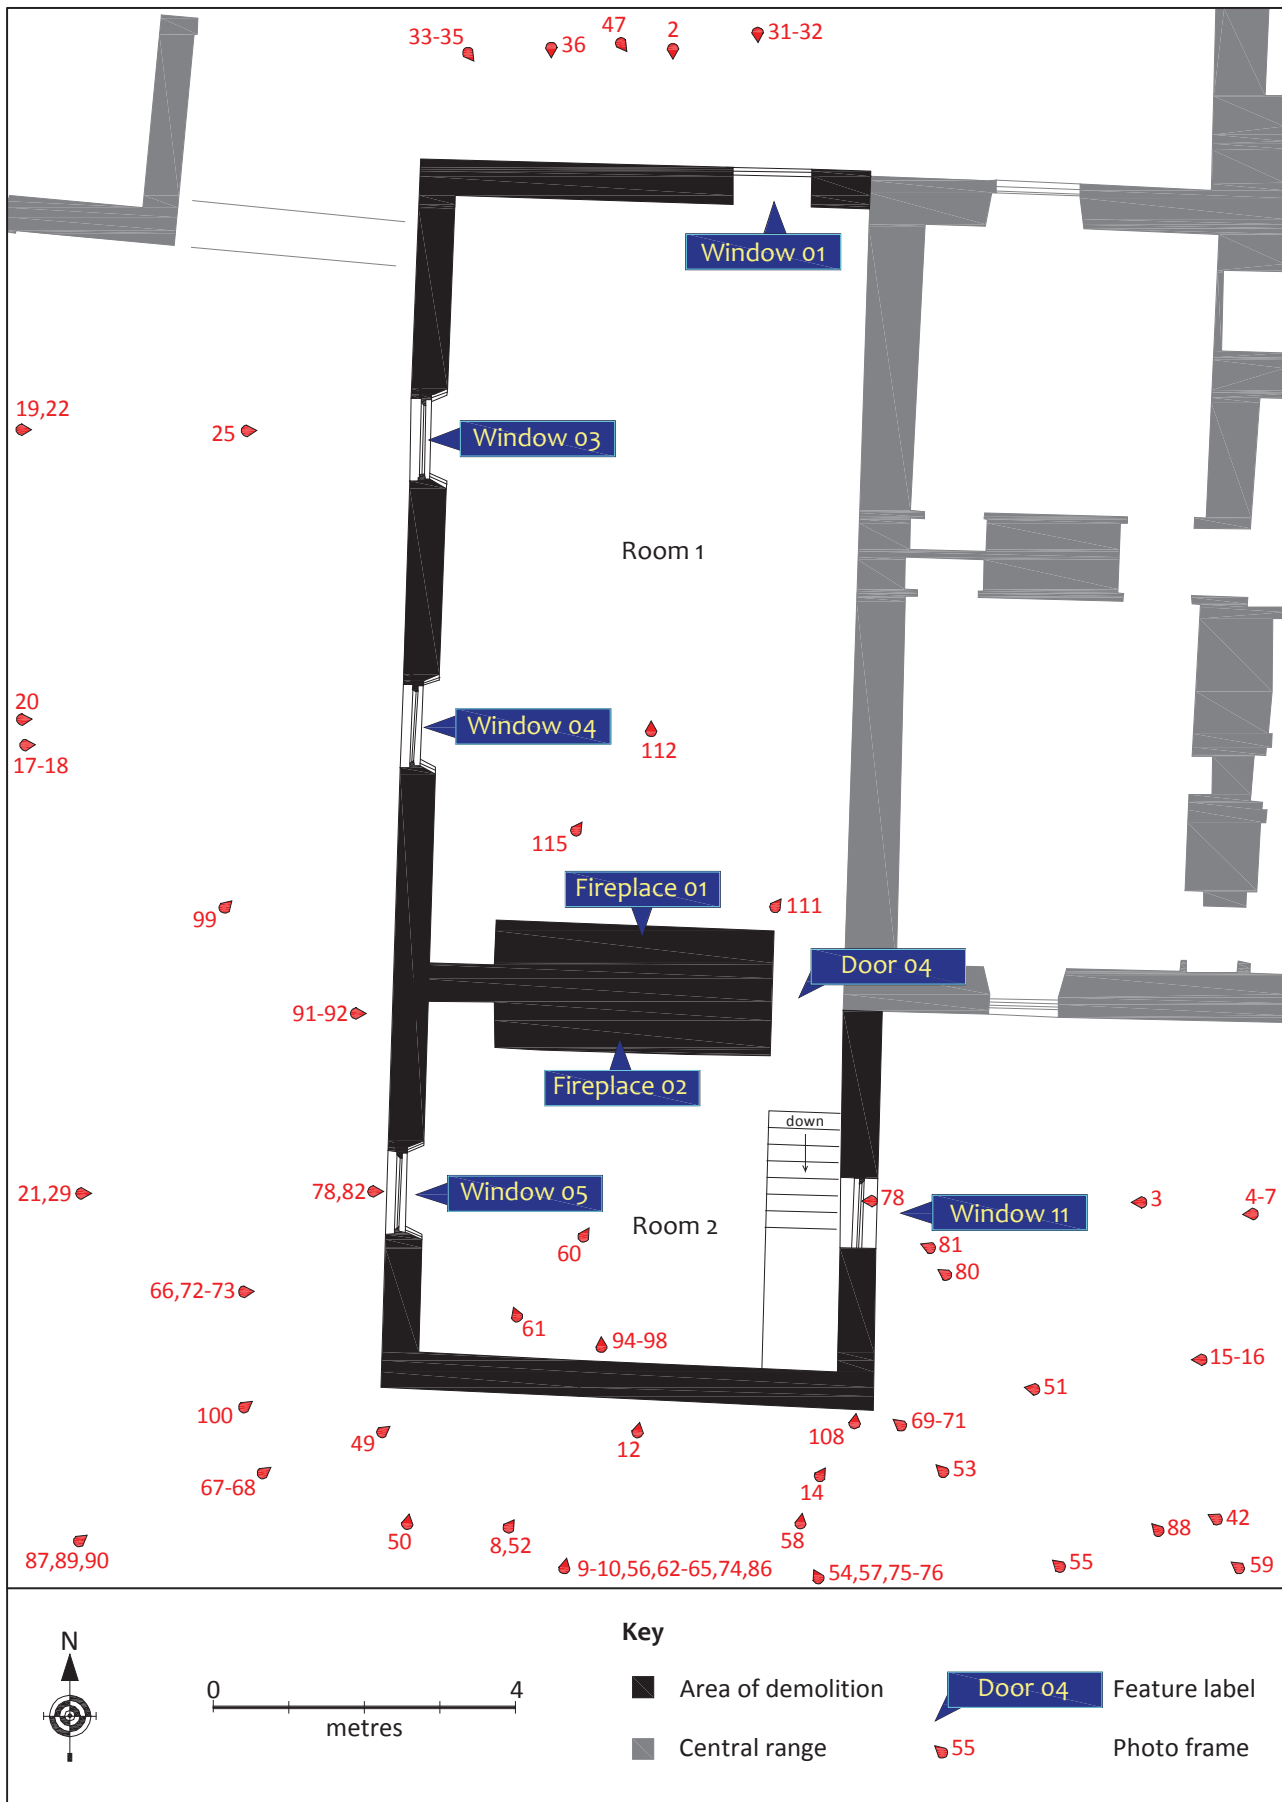 33-35
36
47
2
31-32
Window 01
19,22
25
Window 03
Room 1
20
17-18
Window 04
112
115
Fireplace 01
99
111
Door 04
91-92
Fireplace 02
down
21,29
78,82
Window 05
Room 2
60
78
Window 11
3
4-7
81
80
66,72-73
61
94-98
15-16
51
100
49
12
108
69-71
67-68
14
53
50
8,52
58
88
42
87,89,90
9-10,56,62-65,74,86
54,57,75-76
55
59
N
0
4
metres
Key
Area of demolition
Door 04
Feature label
Central range
55
Photo frame